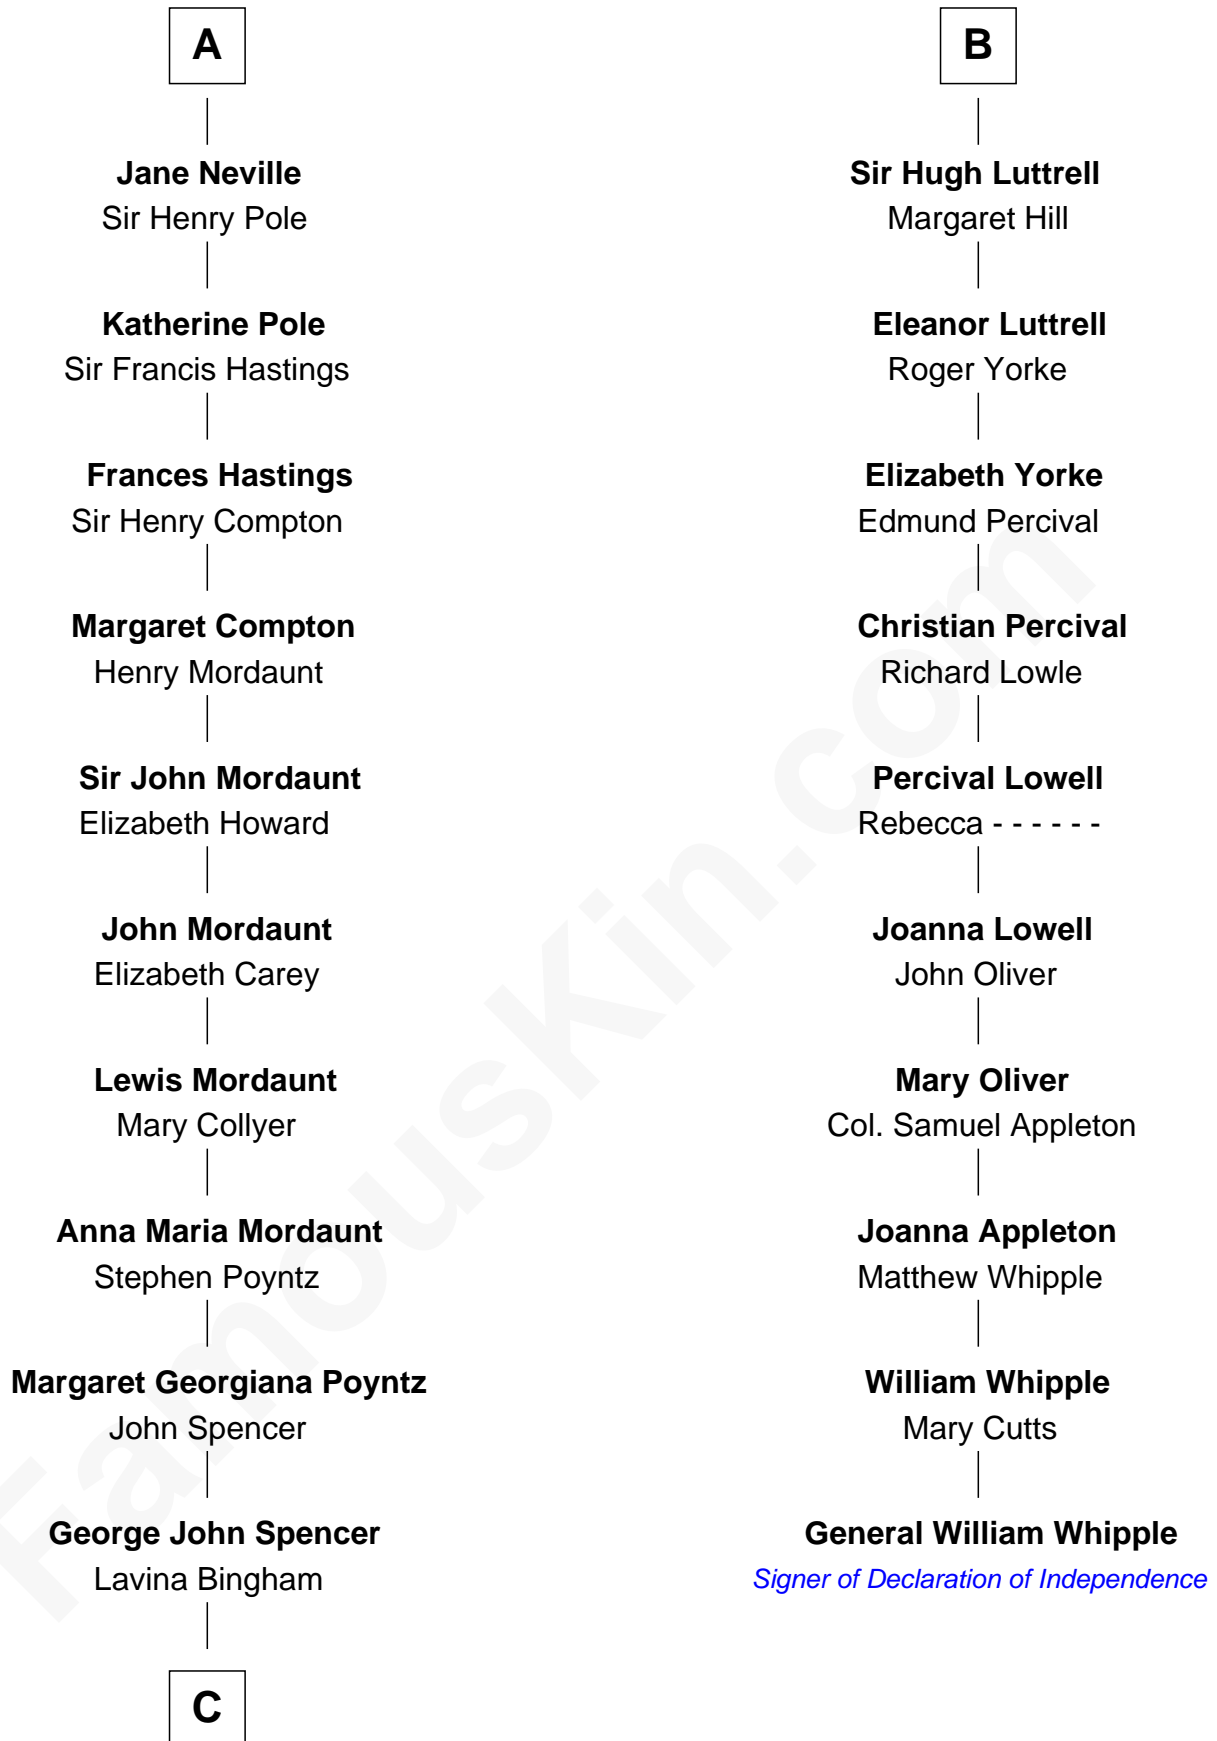 A
Jane Neville
Sir Henry Pole
Katherine Pole
Sir Francis Hastings
Frances Hastings
Sir Henry Compton
Margaret Compton
Henry Mordaunt
Sir John Mordaunt
Elizabeth Howard
John Mordaunt
Elizabeth Carey
Lewis Mordaunt
Mary Collyer
Anna Maria Mordaunt
Stephen Poyntz
Margaret Georgiana Poyntz
John Spencer
George John Spencer
Lavina Bingham
C
B
Sir Hugh Luttrell
Margaret Hill
Eleanor Luttrell
Roger Yorke
Elizabeth Yorke
Edmund Percival
Christian Percival
Richard Lowle
Percival Lowell
Rebecca - - - - - -
Joanna Lowell
John Oliver
Mary Oliver
Col. Samuel Appleton
Joanna Appleton
Matthew Whipple
William Whipple
Mary Cutts
General William Whipple
Signer of Declaration of Independence
FamousKin.com